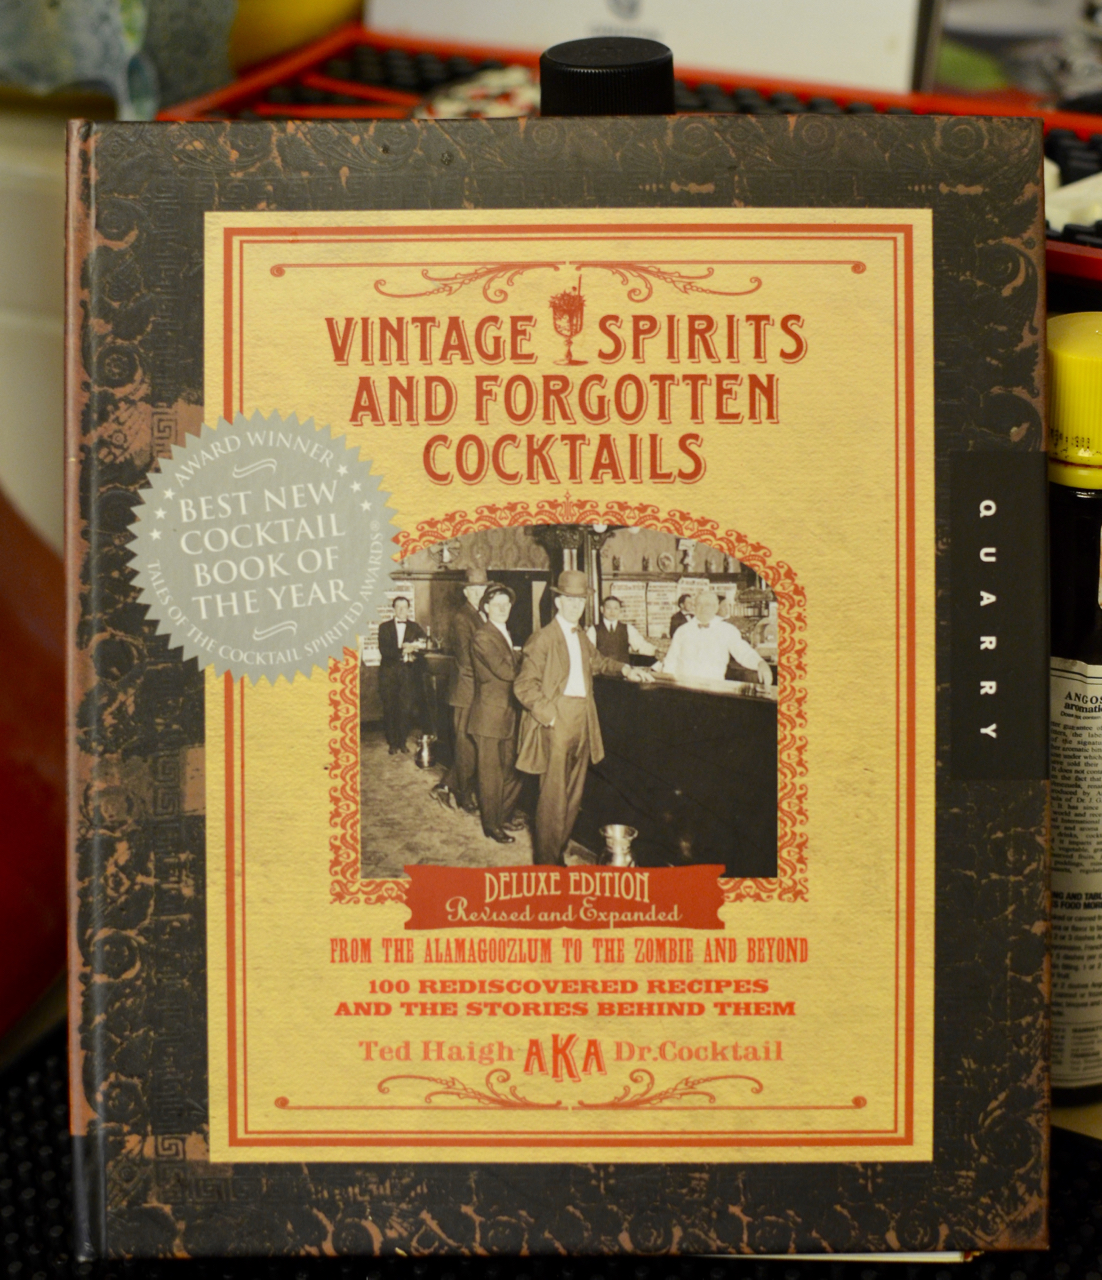 VINTAGE SPIRITS
AND FORGOTTEN
COCKTAILS
AWARD WINNER
BEST NEW
COCKTAIL
BOOK OF
THE YEAR
TALES OF THE COCKTAIL SPIRITED AWARDS®
QUARRY
DELUXE EDITION
Revised and Expanded
FROM THE ALAMAGOOZLUM TO THE ZOMBIE AND BEYOND
100 REDISCOVERED RECIPES
AND THE STORIES BEHIND THEM
Ted Haigh AKA Dr.Cocktail